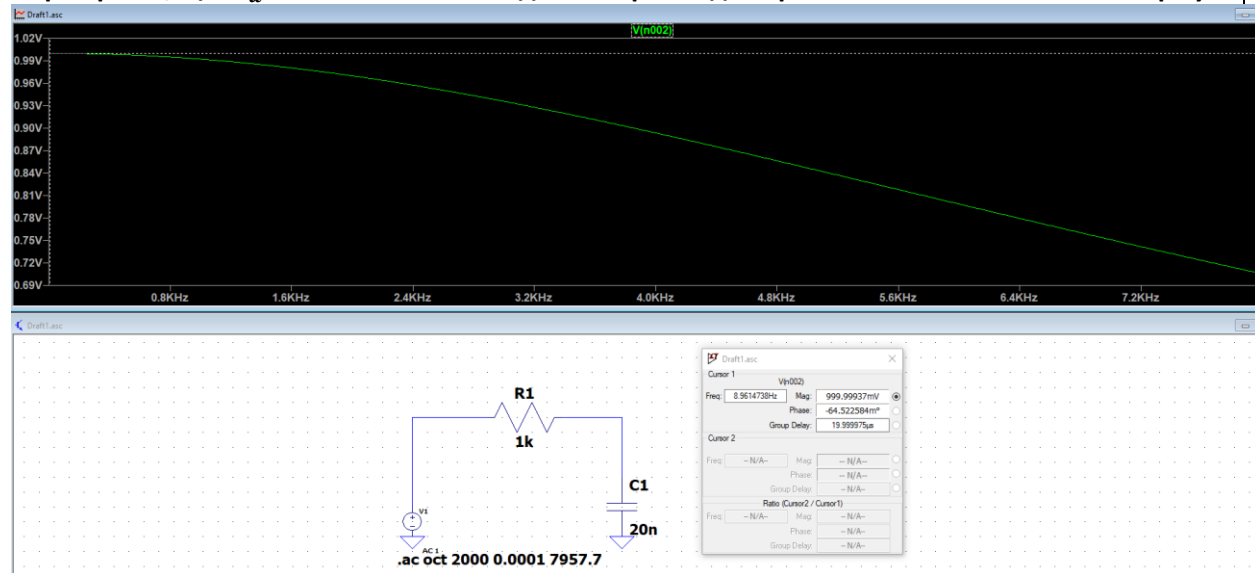 Draft1.asc
V(n002)
1.02V
0.99V
0.96V
0.93V
0.90V
0.87V
0.84V
0.81V
0.78V
0.75V
0.72V
0.69V
0.8KHz 1.6KHz 2.4KHz 3.2KHz 4.0KHz 4.8KHz 5.6KHz 6.4KHz 7.2KHz
Draft1.asc
R1
1k
C1
20n
V1
AC 1
.ac oct 2000 0.0001 7957.7
Draft1.asc
Cursor 1
V(n002)
Freq: 8.9614738Hz Mag: 999.99937mV
Phase: -64.522584m°
Group Delay: 19.999975µs
Cursor 2
Freq: -- N/A-- Mag: -- N/A--
Phase: -- N/A--
Group Delay: -- N/A--
Ratio (Cursor2 / Cursor1)
Freq: -- N/A-- Mag: -- N/A--
Phase: -- N/A--
Group Delay: -- N/A--